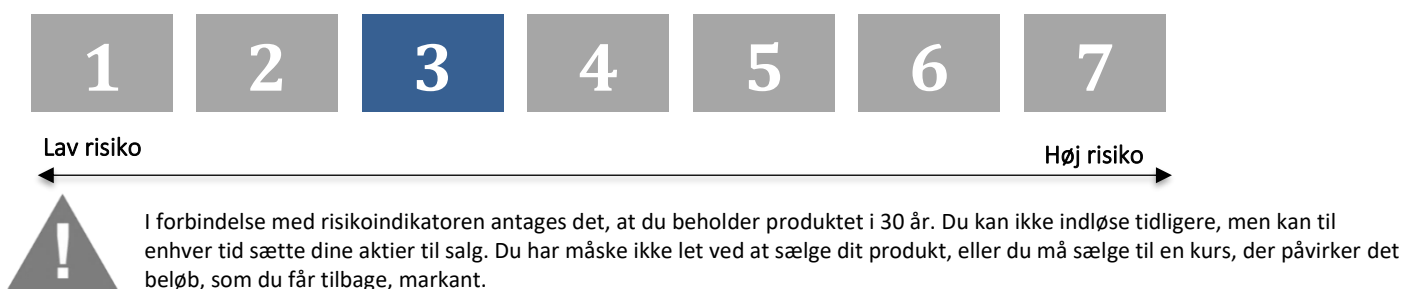 1 2 3 4 5 6 7
Lav risiko Høj risiko
!
I forbindelse med risikoindikatoren antages det, at du beholder produktet i 30 år. Du kan ikke indløse tidligere, men kan til
enhver tid sætte dine aktier til salg. Du har måske ikke let ved at sælge dit produkt, eller du må sælge til en kurs, der påvirker det
beløb, som du får tilbage, markant.